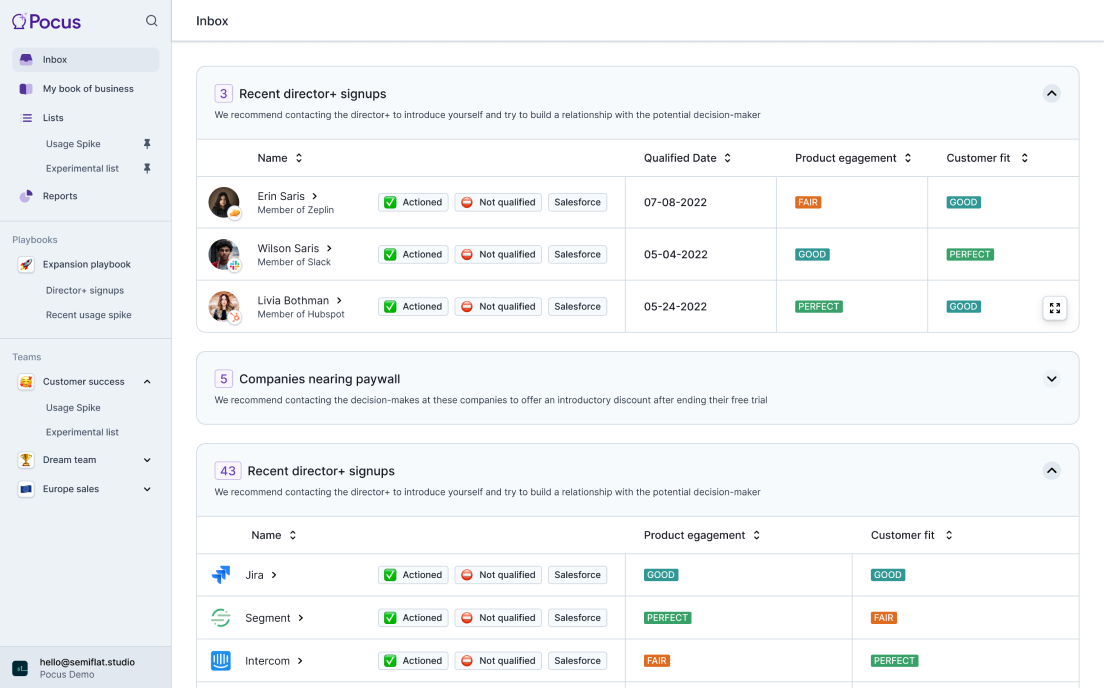 Pocus
Inbox
Inbox
My book of business
Lists
Usage Spike
Experimental list
Reports
Playbooks
Expansion playbook
Director+ signups
Recent usage spike
Teams
Customer success
Usage Spike
Experimental list
Dream team
Europe sales
hello@semiflat.studio
Pocus Demo
3 Recent director+ signups
We recommend contacting the director+ to introduce yourself and try to build a relationship with the potential decision-maker
Name Qualified Date Product egagement Customer fit
Erin Saris
Member of Zeplin
Actioned Not qualified Salesforce 07-08-2022 FAIR GOOD
Wilson Saris
Member of Slack
Actioned Not qualified Salesforce 05-04-2022 GOOD PERFECT
Livia Bothman
Member of Hubspot
Actioned Not qualified Salesforce 05-24-2022 PERFECT GOOD
5 Companies nearing paywall
We recommend contacting the decision-makes at these companies to offer an introductory discount after ending their free trial
43 Recent director+ signups
We recommend contacting the director+ to introduce yourself and try to build a relationship with the potential decision-maker
Name Product egagement Customer fit
Jira Actioned Not qualified Salesforce GOOD GOOD
Segment Actioned Not qualified Salesforce PERFECT FAIR
Intercom Actioned Not qualified Salesforce FAIR PERFECT